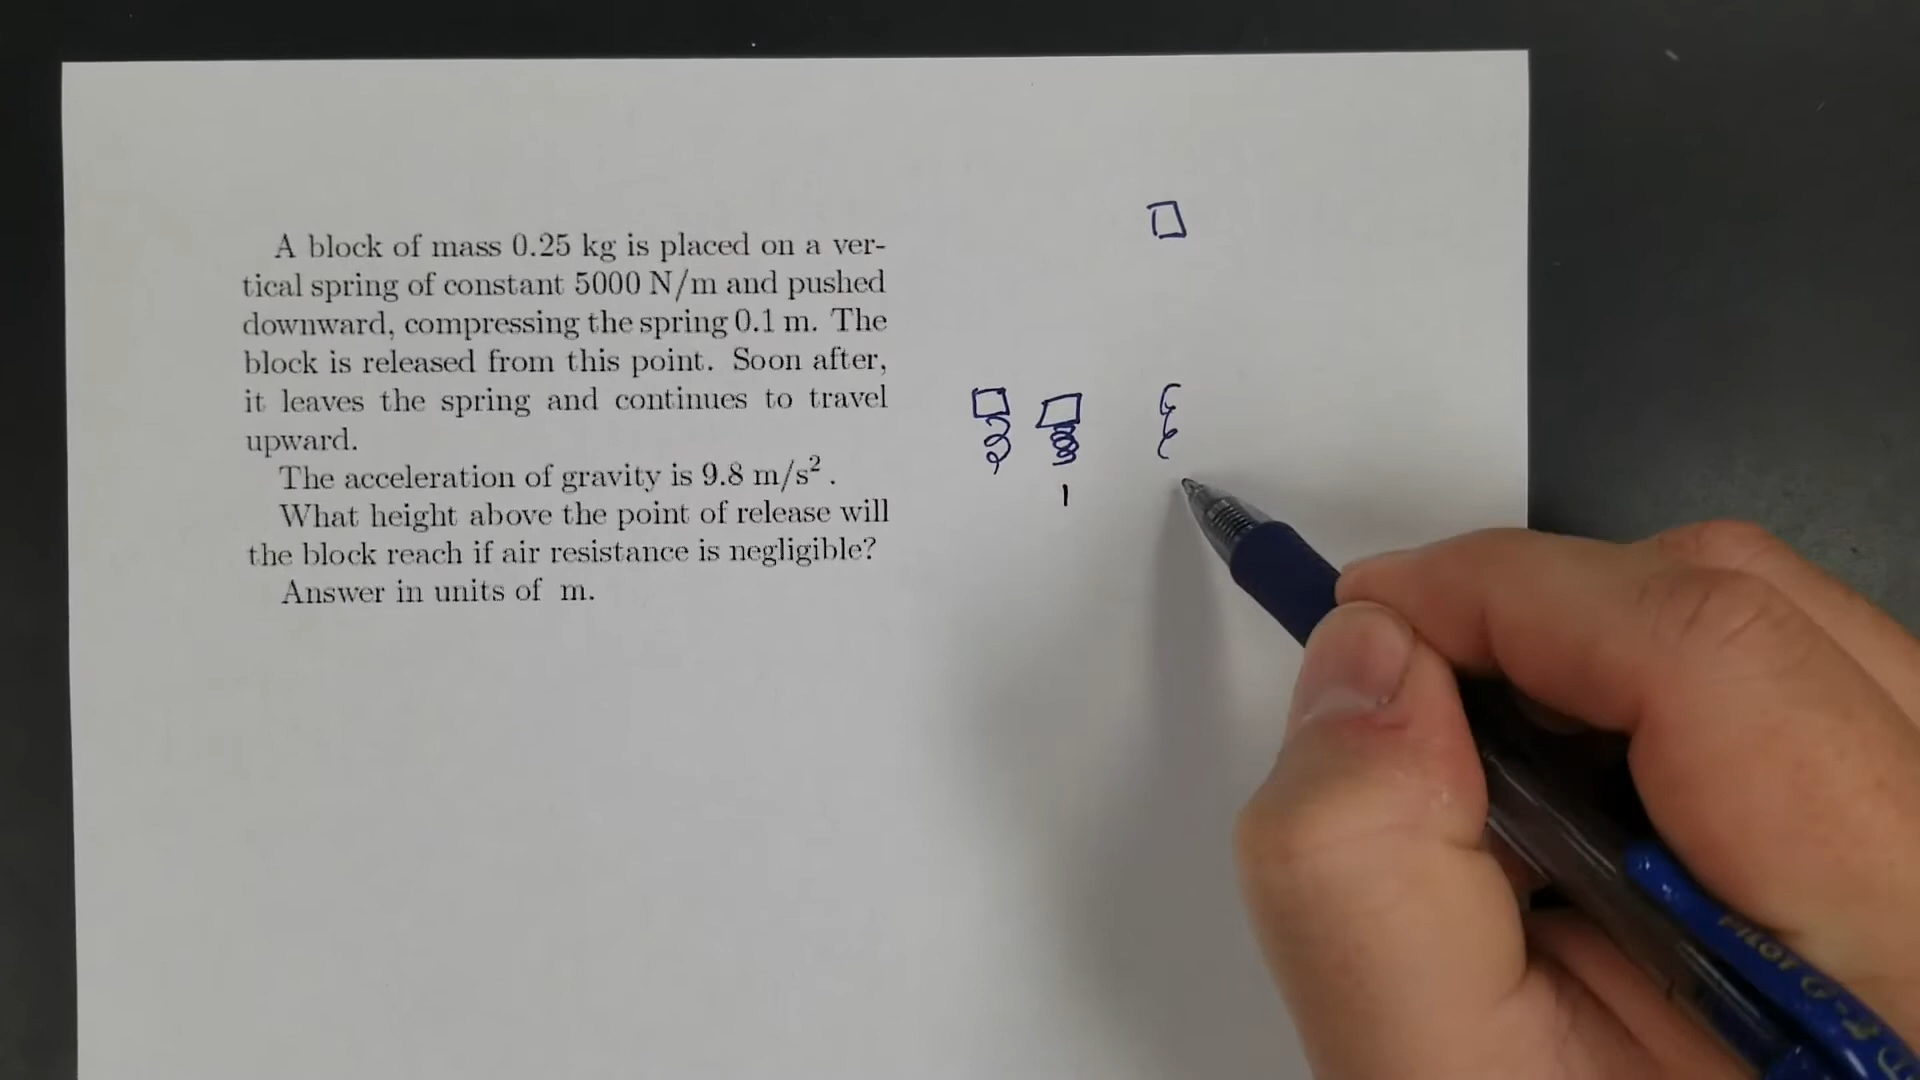 A block of mass 0.25 kg is placed on a ver-
tical spring of constant 5000 N/m and pushed
downward, compressing the spring 0.1 m. The
block is released from this point. Soon after,
it leaves the spring and continues to travel
upward.
The acceleration of gravity is 9.8 m/s² .
What height above the point of release will
the block reach if air resistance is negligible?
Answer in units of m.
1
PILOT G-2